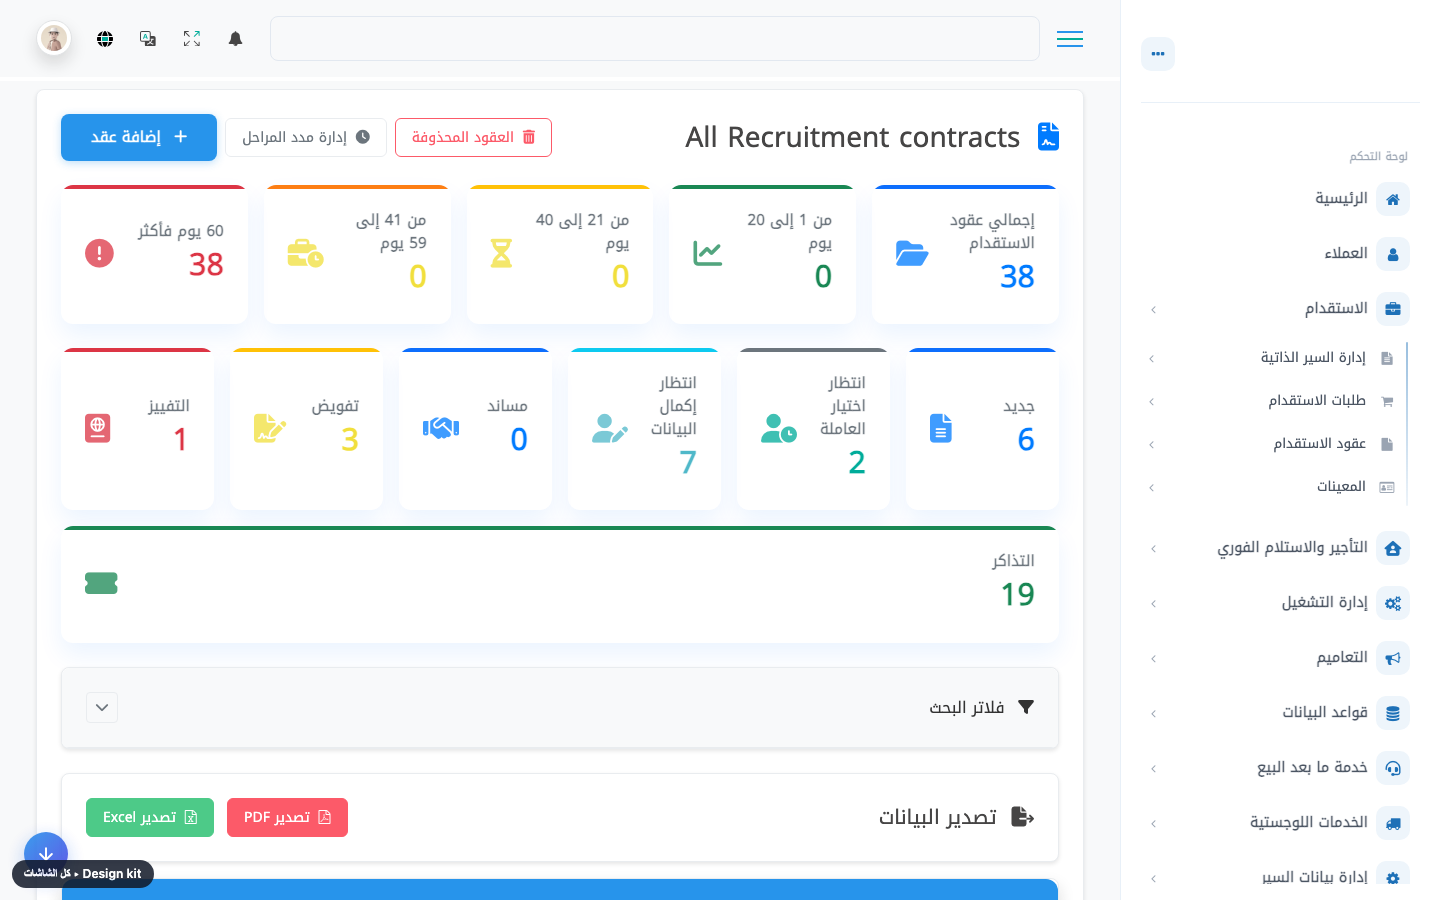 لوحة التحكم
الرئيسية
العملاء
الاستقدام
إدارة السير الذاتية
طلبات الاستقدام
عقود الاستقدام
المعينات
التأجير والاستلام الفوري
إدارة التشغيل
التعاميم
قواعد البيانات
خدمة ما بعد البيع
الخدمات اللوجستية
إدارة بيانات السير
All Recruitment contracts
العقود المحذوفة
إدارة مدد المراحل
إضافة عقد
إجمالي عقود
الاستقدام
38
من 1 إلى 20
يوم
0
من 21 إلى 40
يوم
0
من 41 إلى
59 يوم
0
60 يوم فأكثر
38
جديد
6
انتظار
اختيار
العاملة
2
انتظار
إكمال
البيانات
7
مساند
0
تفويض
3
التفييز
1
التذاكر
19
فلاتر البحث
تصدير البيانات
تصدير PDF
تصدير Excel
Design kit ▸ كل الشاشات